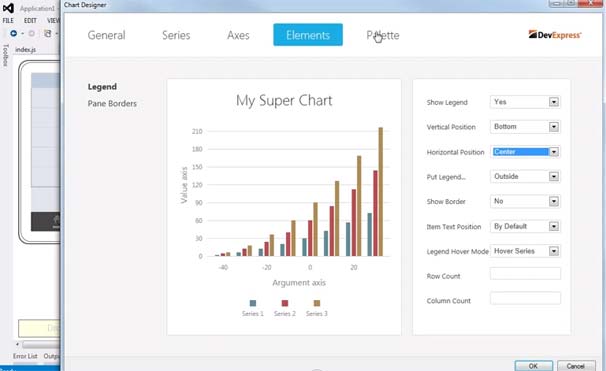 Chart Designer
Application1
FILE EDIT
Toolbox
index.js
General Series Axes Elements Palette
DevExpress
Legend
Pane Borders
My Super Chart
Value axis
210
180
150
120
90
60
30
0
-40 -20 0 20
Argument axis
Series 1 Series 2 Series 3
Show Legend Yes
Vertical Position Bottom
Horizontal Position Center
Put Legend... Outside
Show Border No
Item Text Position By Default
Legend Hover Mode Hover Series
Row Count
Column Count
Error List
OK Cancel